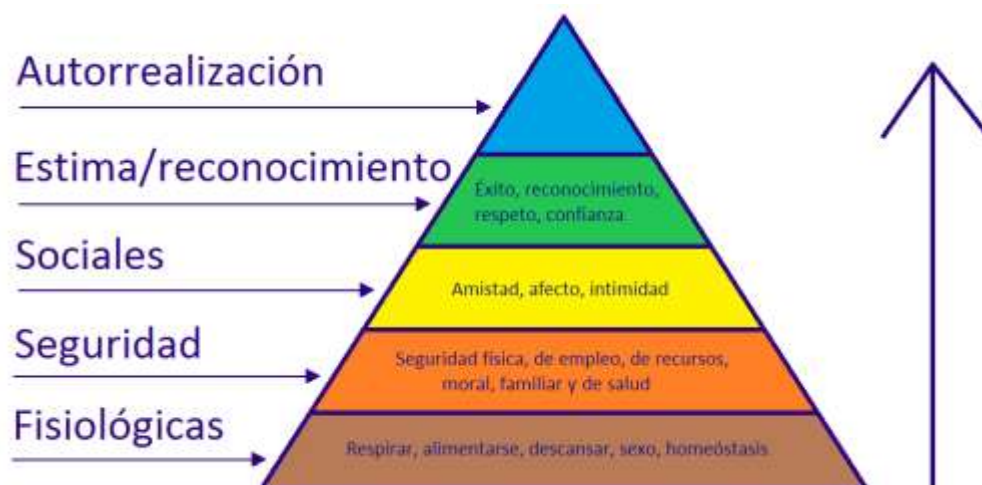 Autorrealización
Estima/reconocimiento
Éxito, reconocimiento,
respeto, confianza
Sociales
Amistad, afecto, intimidad
Seguridad
Seguridad física, de empleo, de recursos,
moral, familiar y de salud
Fisiológicas
Respirar, alimentarse, descansar, sexo, homeóstasis